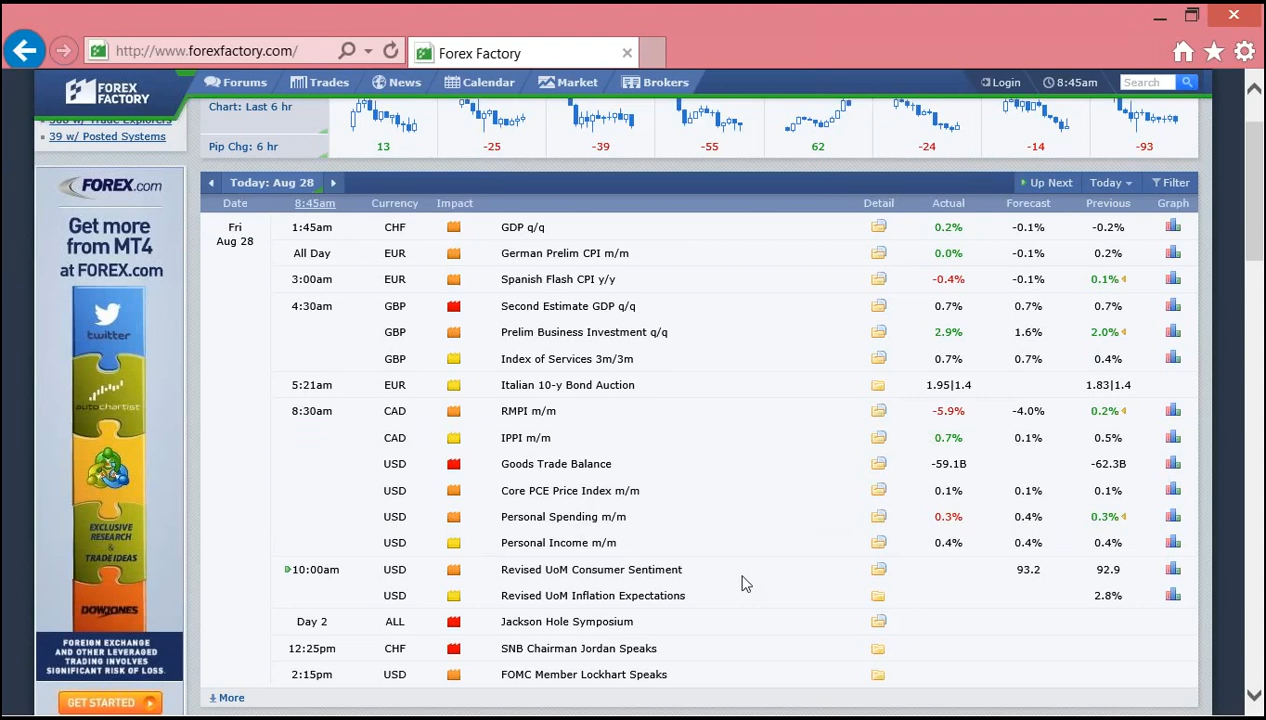 http://www.forexfactory.com/
Forex Factory
FOREX FACTORY
Forums Trades News Calendar Market Brokers Login 8:45am Search
Chart: Last 6 hr
39 w/ Posted Systems
Pip Chg: 6 hr 13 -25 -39 -55 62 -24 -14 -93
Today: Aug 28 Up Next Today Filter
Date 8:45am Currency Impact Detail Actual Forecast Previous Graph
Fri Aug 28
1:45am CHF GDP q/q 0.2% -0.1% -0.2%
All Day EUR German Prelim CPI m/m 0.0% -0.1% 0.2%
3:00am EUR Spanish Flash CPI y/y -0.4% -0.1% 0.1%
4:30am GBP Second Estimate GDP q/q 0.7% 0.7% 0.7%
GBP Prelim Business Investment q/q 2.9% 1.6% 2.0%
GBP Index of Services 3m/3m 0.7% 0.7% 0.4%
5:21am EUR Italian 10-y Bond Auction 1.95|1.4 1.83|1.4
8:30am CAD RMPI m/m -5.9% -4.0% 0.2%
CAD IPPI m/m 0.7% 0.1% 0.5%
USD Goods Trade Balance -59.1B -62.3B
USD Core PCE Price Index m/m 0.1% 0.1% 0.1%
USD Personal Spending m/m 0.3% 0.4% 0.3%
USD Personal Income m/m 0.4% 0.4% 0.4%
10:00am USD Revised UoM Consumer Sentiment 93.2 92.9
USD Revised UoM Inflation Expectations 2.8%
Day 2 ALL Jackson Hole Symposium
12:25pm CHF SNB Chairman Jordan Speaks
2:15pm USD FOMC Member Lockhart Speaks
More
FOREX.com
Get more
from MT4
at FOREX.com
twitter
autochartist
EXCLUSIVE
RESEARCH
&
TRADE IDEAS
DOWJONES
FOREIGN EXCHANGE
AND OTHER LEVERAGED
TRADING INVOLVES
SIGNIFICANT RISK OF LOSS.
GET STARTED